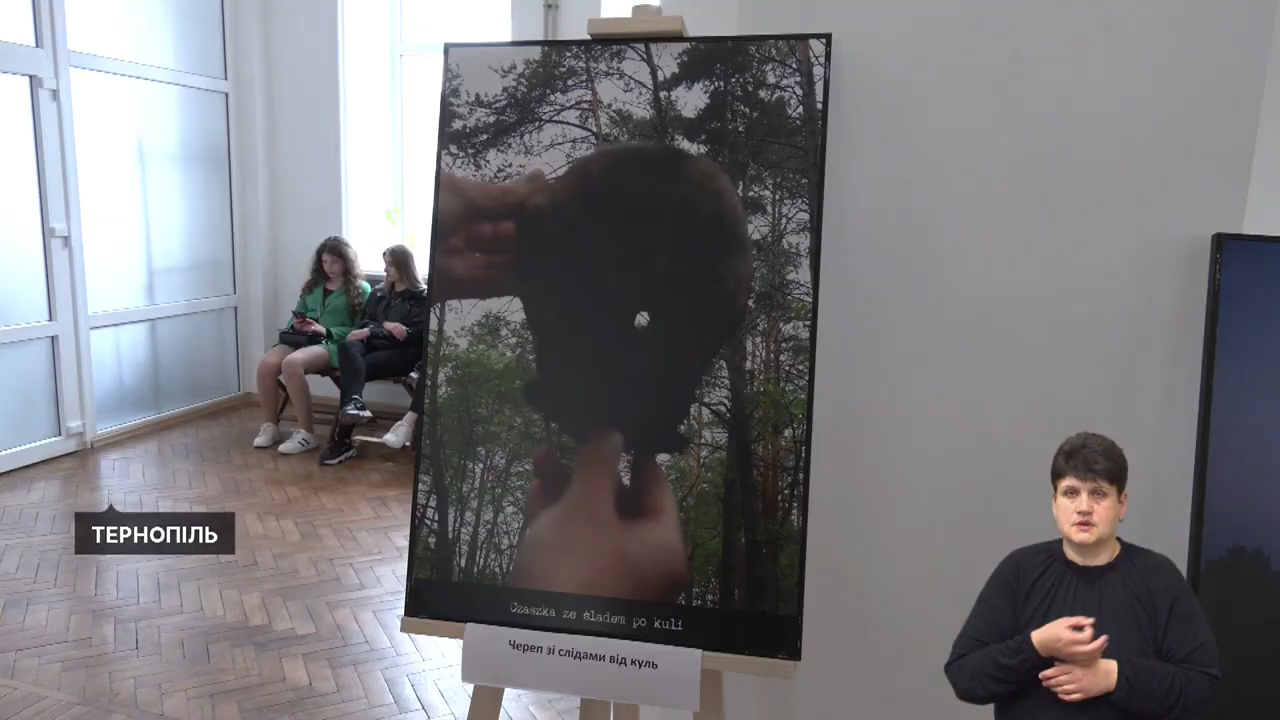 ТЕРНОПІЛЬ
Czaszka ze śladem po kuli
Череп зі слідами від куль